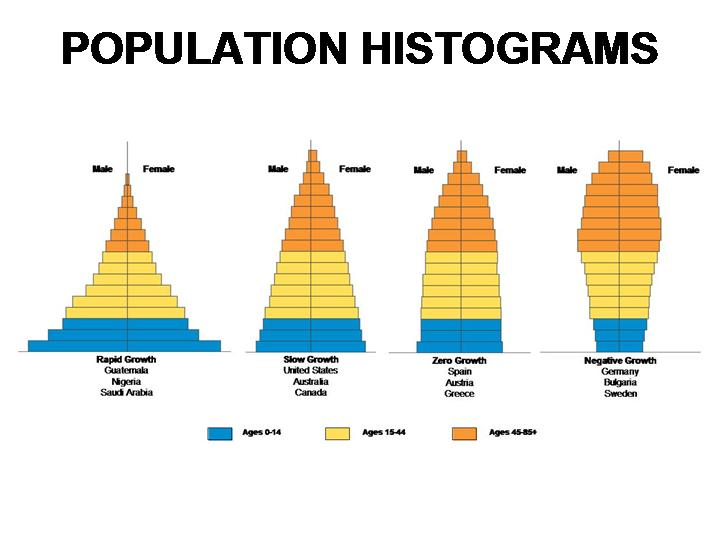 POPULATION HISTOGRAMS
Male Female
Male Female
Male Female
Male Female
Rapid Growth
Guatemala
Nigeria
Saudi Arabia
Slow Growth
United States
Australia
Canada
Zero Growth
Spain
Austria
Greece
Negative Growth
Germany
Bulgaria
Sweden
Ages 0-14
Ages 15-44
Ages 45-85+